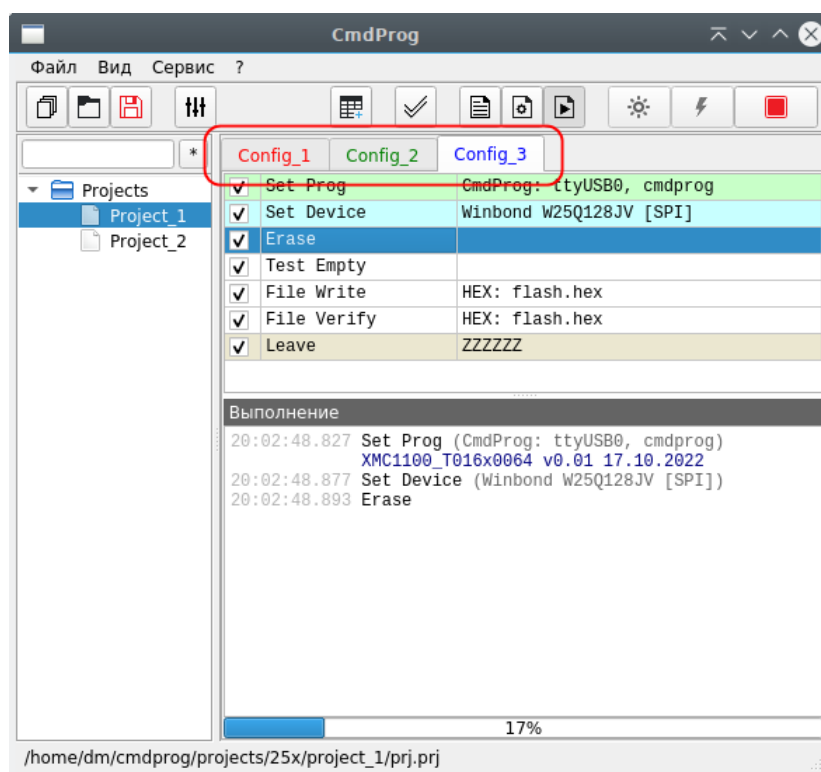 CmdProg
Файл Вид Сервис ?
* Config_1 Config_2 Config_3
Projects
Project_1
Project_2
Set Prog CmdProg: ttyUSB0, cmdprog
Set Device Winbond W25Q128JV [SPI]
Erase
Test Empty
File Write HEX: flash.hex
File Verify HEX: flash.hex
Leave ZZZZZZ
Выполнение
20:02:48.827 Set Prog (CmdProg: ttyUSB0, cmdprog)
XMC1100_T016x0064 v0.01 17.10.2022
20:02:48.877 Set Device (Winbond W25Q128JV [SPI])
20:02:48.893 Erase
17%
/home/dm/cmdprog/projects/25x/project_1/prj.prj